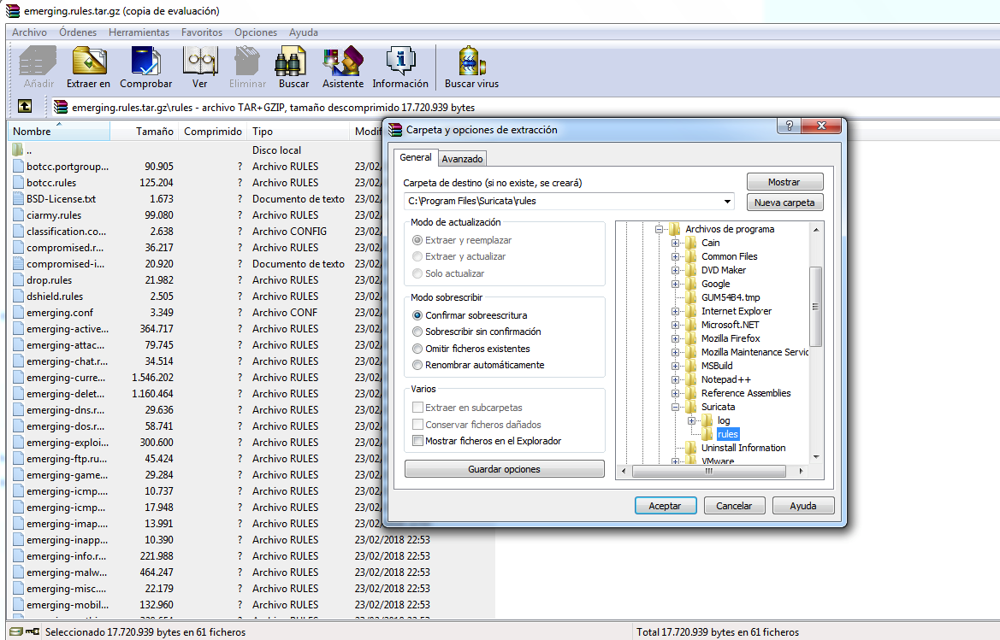 emerging.rules.tar.gz (copia de evaluación)
Archivo Órdenes Herramientas Favoritos Opciones Ayuda
Añadir Extraer en Comprobar Ver Eliminar Buscar Asistente Información Buscar virus
emerging.rules.tar.gz\rules - archivo TAR+GZIP, tamaño descomprimido 17.720.939 bytes
Nombre Tamaño Comprimido Tipo Modif
.. Disco local
botcc.portgroup... 90.905 ? Archivo RULES 23/02/
botcc.rules 125.204 ? Archivo RULES 23/02/
BSD-License.txt 1.673 ? Documento de texto 23/02/
ciarmy.rules 99.080 ? Archivo RULES 23/02/
classification.co... 2.638 ? Archivo CONFIG 23/02/
compromised.r... 36.217 ? Archivo RULES 23/02/
compromised-i... 20.920 ? Documento de texto 23/02/
drop.rules 21.982 ? Archivo RULES 23/02/
dshield.rules 2.505 ? Archivo RULES 23/02/
emerging.conf 3.349 ? Archivo CONF 23/02/
emerging-active... 364.717 ? Archivo RULES 23/02/
emerging-attac... 79.745 ? Archivo RULES 23/02/
emerging-chat.r... 34.514 ? Archivo RULES 23/02/
emerging-curre... 1.546.202 ? Archivo RULES 23/02/
emerging-delet... 1.160.464 ? Archivo RULES 23/02/
emerging-dns.r... 29.636 ? Archivo RULES 23/02/
emerging-dos.r... 58.741 ? Archivo RULES 23/02/
emerging-exploi... 300.600 ? Archivo RULES 23/02/
emerging-ftp.ru... 45.424 ? Archivo RULES 23/02/
emerging-game... 29.284 ? Archivo RULES 23/02/
emerging-icmp.... 10.737 ? Archivo RULES 23/02/
emerging-icmp... 17.948 ? Archivo RULES 23/02/
emerging-imap... 13.991 ? Archivo RULES 23/02/
emerging-inapp... 10.390 ? Archivo RULES 23/02/2018 22:53
emerging-info.r... 221.988 ? Archivo RULES 23/02/2018 22:53
emerging-malw... 464.247 ? Archivo RULES 23/02/2018 22:53
emerging-misc.... 22.179 ? Archivo RULES 23/02/2018 22:53
emerging-mobil... 132.960 ? Archivo RULES 23/02/2018 22:53
Seleccionado 17.720.939 bytes en 61 ficheros
Total 17.720.939 bytes en 61 ficheros
Carpeta y opciones de extracción
General Avanzado
Carpeta de destino (si no existe, se creará)
C:\Program Files\Suricata\rules
Mostrar
Nueva carpeta
Modo de actualización
Extraer y reemplazar
Extraer y actualizar
Solo actualizar
Modo sobrescribir
Confirmar sobreescritura
Sobrescribir sin confirmación
Omitir ficheros existentes
Renombrar automáticamente
Varios
Extraer en subcarpetas
Conservar ficheros dañados
Mostrar ficheros en el Explorador
Guardar opciones
Archivos de programa
Cain
Common Files
DVD Maker
Google
GUM54B4.tmp
Internet Explorer
Microsoft.NET
Mozilla Firefox
Mozilla Maintenance Servic
MSBuild
Notepad++
Reference Assemblies
Suricata
log
rules
Uninstall Information
VMware
Aceptar
Cancelar
Ayuda